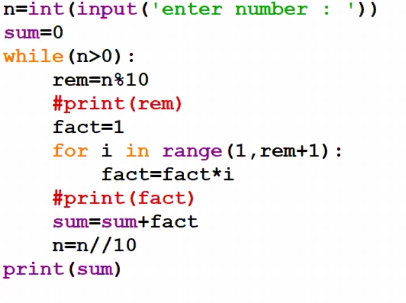 n=int(input('enter number : '))
sum=0
while(n>0):
    rem=n%10
    #print(rem)
    fact=1
    for i in range(1,rem+1):
        fact=fact*i
    #print(fact)
    sum=sum+fact
    n=n//10
print(sum)